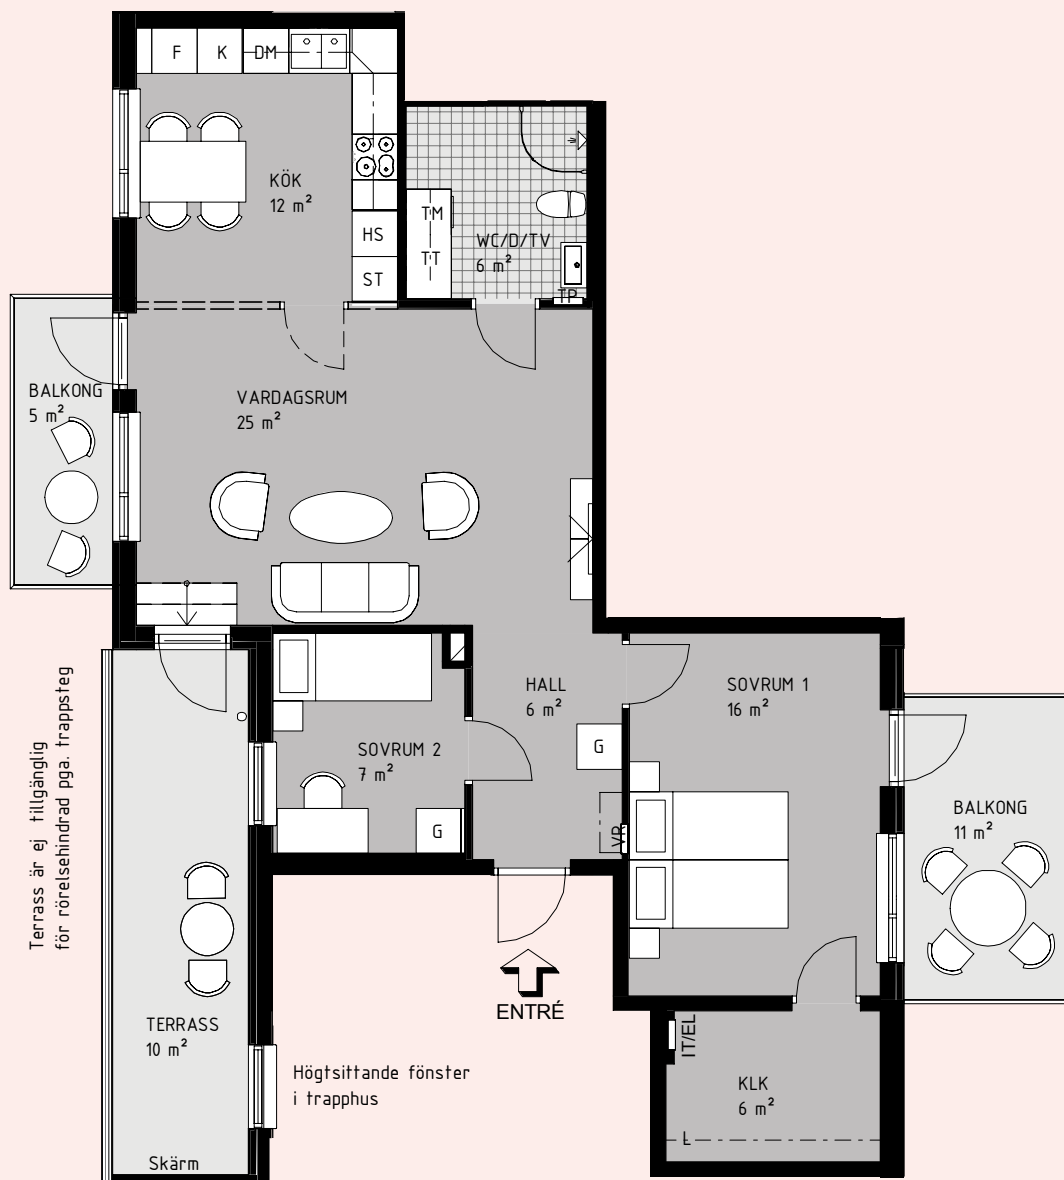 F
K
DM
KÖK
12 m²
HS
ST
TM
TT
WC/D/TV
6 m²
TP
BALKONG
5 m²
VARDAGSRUM
25 m²
HALL
6 m²
SOVRUM 1
16 m²
G
SOVRUM 2
7 m²
G
VR
BALKONG
11 m²
Terrass är ej tillgänglig
för rörelsehindrad pga. trappsteg
ENTRÉ
TERRASS
10 m²
IT/EL
Högtsittande fönster
i trapphus
KLK
6 m²
L
Skärm